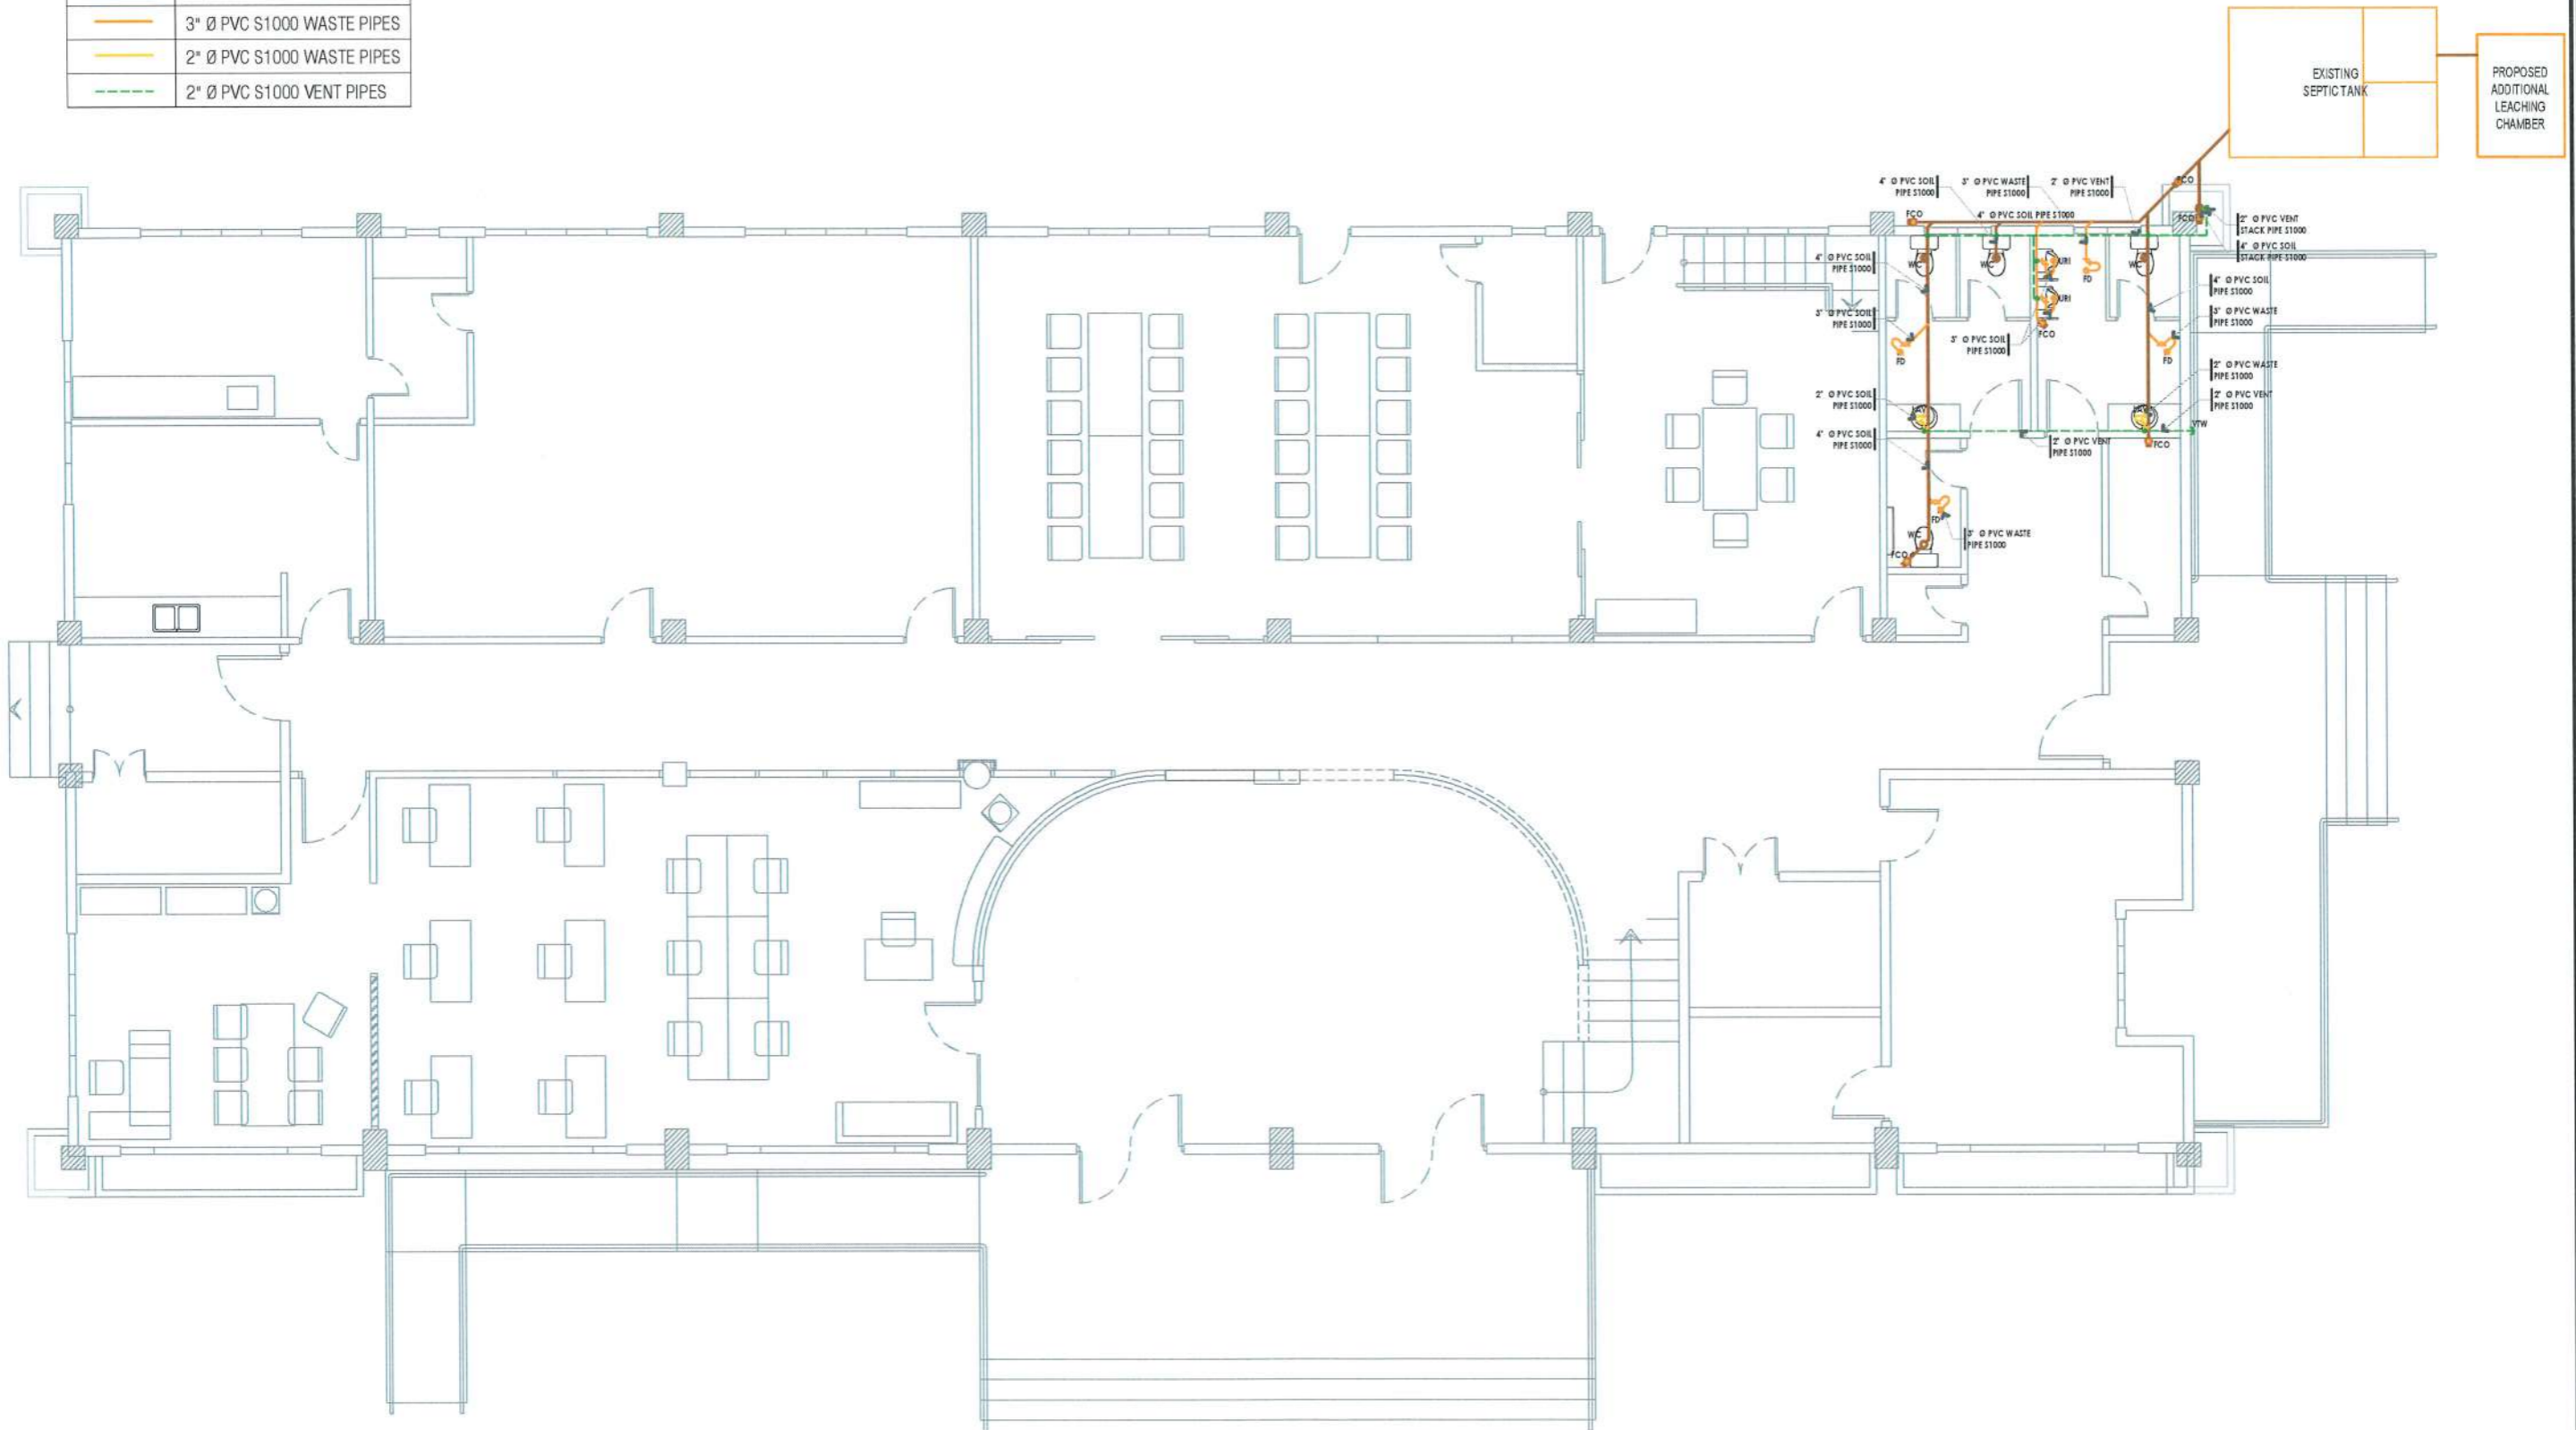 3" Ø PVC S1000 WASTE PIPES
2" Ø PVC S1000 WASTE PIPES
2" Ø PVC S1000 VENT PIPES
EXISTING
SEPTIC TANK
PROPOSED
ADDITIONAL
LEACHING
CHAMBER
4" Ø PVC SOIL
PIPE S1000
3" Ø PVC WASTE
PIPE S1000
2" Ø PVC VENT
PIPE S1000
FCO
FCO
4" Ø PVC SOIL PIPE S1000
FCO
2" Ø PVC VENT
STACK PIPE S1000
4" Ø PVC SOIL
STACK PIPE S1000
4" Ø PVC SOIL
PIPE S1000
WC
WC
URI
FD
WC
4" Ø PVC SOIL
PIPE S1000
URI
3" Ø PVC SOIL
PIPE S1000
3" Ø PVC WASTE
PIPE S1000
FCO
3" Ø PVC SOIL
PIPE S1000
FD
FD
2" Ø PVC WASTE
PIPE S1000
2" Ø PVC SOIL
PIPE S1000
2" Ø PVC VENT
PIPE S1000
VTW
4" Ø PVC SOIL
PIPE S1000
2" Ø PVC VENT
PIPE S1000
FCO
FD
WC
3" Ø PVC WASTE
PIPE S1000
FCO